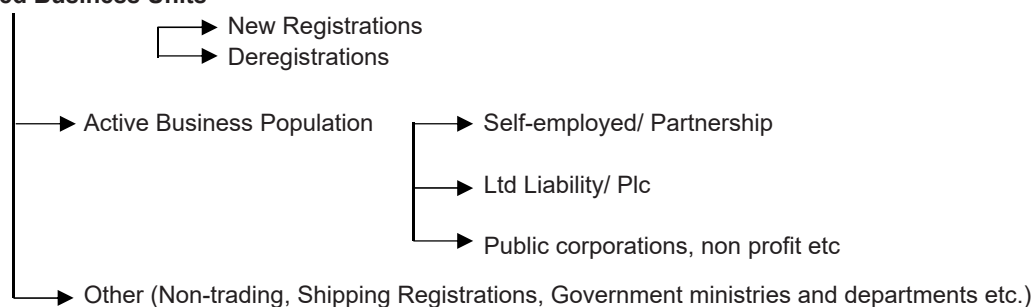 Business Units
New Registrations
Deregistrations
Active Business Population
Self-employed/ Partnership
Ltd Liability/ Plc
Public corporations, non profit etc
Other (Non-trading, Shipping Registrations, Government ministries and departments etc.)